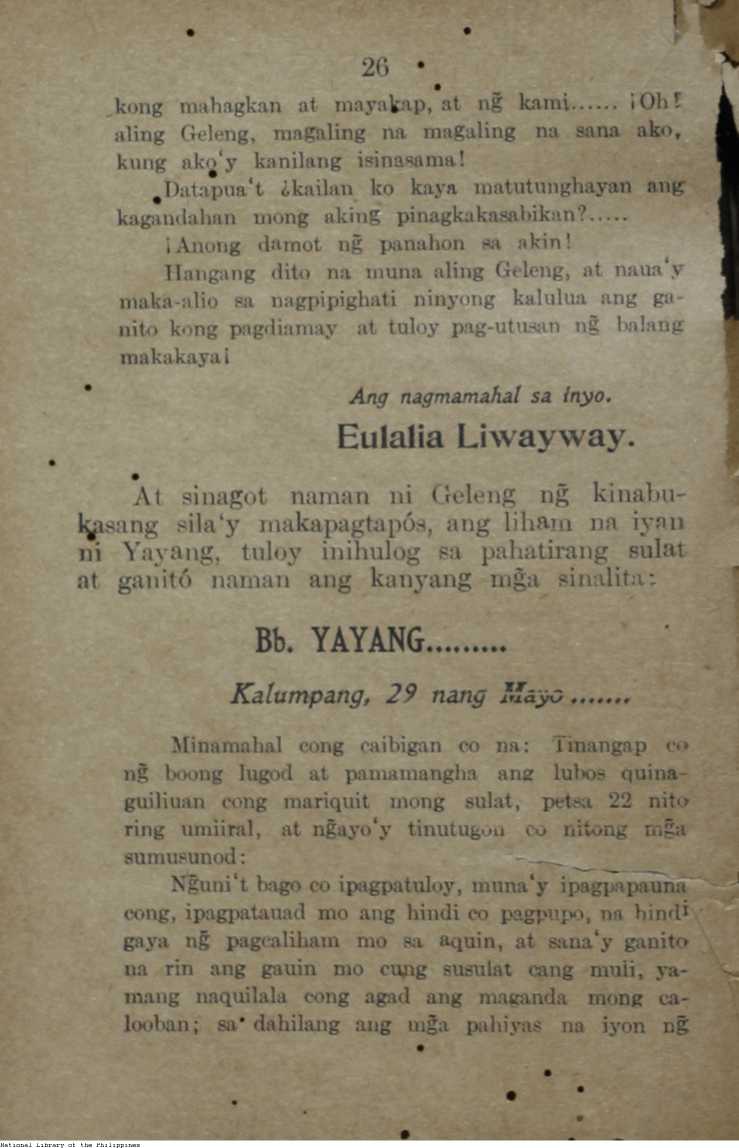 26
kong mahagkan at mayakap, at ng̃ kami...... ¡Oh!
aling Geleng, magaling na magaling na sana ako,
kung ako'y kanilang isinasama!
Datapua't ¿kailan ko kaya matutunghayan ang
kagandahan mong aking pinagkakasabikan?.....
¡Anong damot ng̃ panahon sa akin!
Hangang dito na muna aling Geleng, at naua'y
maka-alio sa nagpipighati ninyong kalulua ang ga-
nito kong pagdiamay at tuloy pag-utusan ng̃ balang
makakaya¡
Ang nagmamahal sa inyo.
Eulalia Liwayway.
At sinagot naman ni Geleng ng̃ kinabu-
kasang sila'y makapagtapós, ang liham na iyan
ni Yayang, tuloy inihulog sa pahatirang sulat
at ganitó naman ang kanyang mg̃a sinalita:
Bb. YAYANG.........
Kalumpang, 29 nang Mayo.......
Minamahal cong caibigan co na: Tinangap co
ng̃ boong lugod at pamamangha ang lubos quina-
guiliuan cong mariquit mong sulat, petsa 22 nito
ring umiiral, at ng̃ayo'y tinutugon co nitong mg̃a
sumusunod:
Ng̃uni't bago co ipagpatuloy, muna'y ipagpapauna
cong, ipagpatauad mo ang hindi co pagpupo, na hindi
gaya ng̃ pagcaliham mo sa aquin, at sana'y ganito
na rin ang gauin mo cung susulat cang muli, ya-
mang naquilala cong agad ang maganda mong ca-
looban; sa dahilang ang mg̃a pahiyas na iyon ng̃
National Library of the Philippines